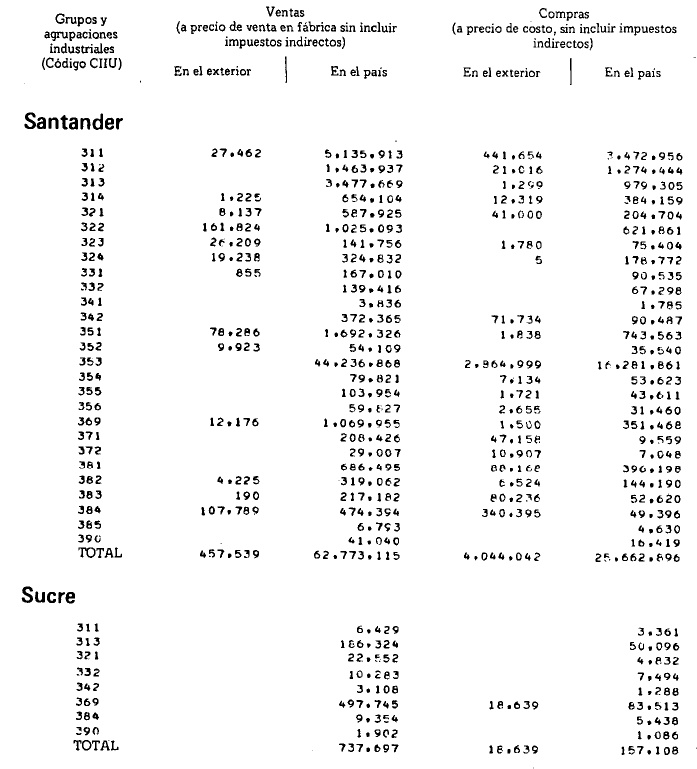 Grupos y agrupaciones industriales (Código CIIU) | Ventas (a precio de venta en fábrica sin incluir impuestos indirectos) | Compras (a precio de costo, sin incluir impuestos indirectos)
En el exterior | En el país | En el exterior | En el país
Santander
311 27.462 5.135.913 441.654 3.472.956
312 1.463.937 21.016 1.274.444
313 3.477.669 1.299 979.305
314 1.225 654.104 12.319 384.159
321 8.137 587.925 41.000 204.704
322 161.824 1.025.093 621.861
323 26.209 141.756 1.780 75.404
324 19.238 324.832 5 178.772
331 855 167.010 90.535
332 139.416 67.298
341 3.836 1.785
342 372.365 71.734 90.487
351 78.286 1.692.326 1.838 743.563
352 9.923 54.109 35.540
353 44.236.868 2.864.999 16.281.861
354 79.821 7.134 53.623
355 103.954 1.721 43.611
356 59.827 2.655 31.460
369 12.176 1.069.955 1.500 351.468
371 208.426 47.158 9.559
372 29.007 10.907 7.048
381 686.495 88.168 396.198
382 4.225 319.062 6.524 144.190
383 190 217.182 80.236 52.620
384 107.789 474.394 340.395 49.396
385 6.793 4.630
390 41.040 16.419
TOTAL 457.539 62.773.115 4.044.042 25.662.896
Sucre
311 6.429 3.361
313 186.324 50.096
321 22.552 4.832
332 10.283 7.494
342 3.108 1.288
369 497.745 18.639 83.513
384 9.354 5.438
390 1.902 1.086
TOTAL 737.697 18.639 157.108